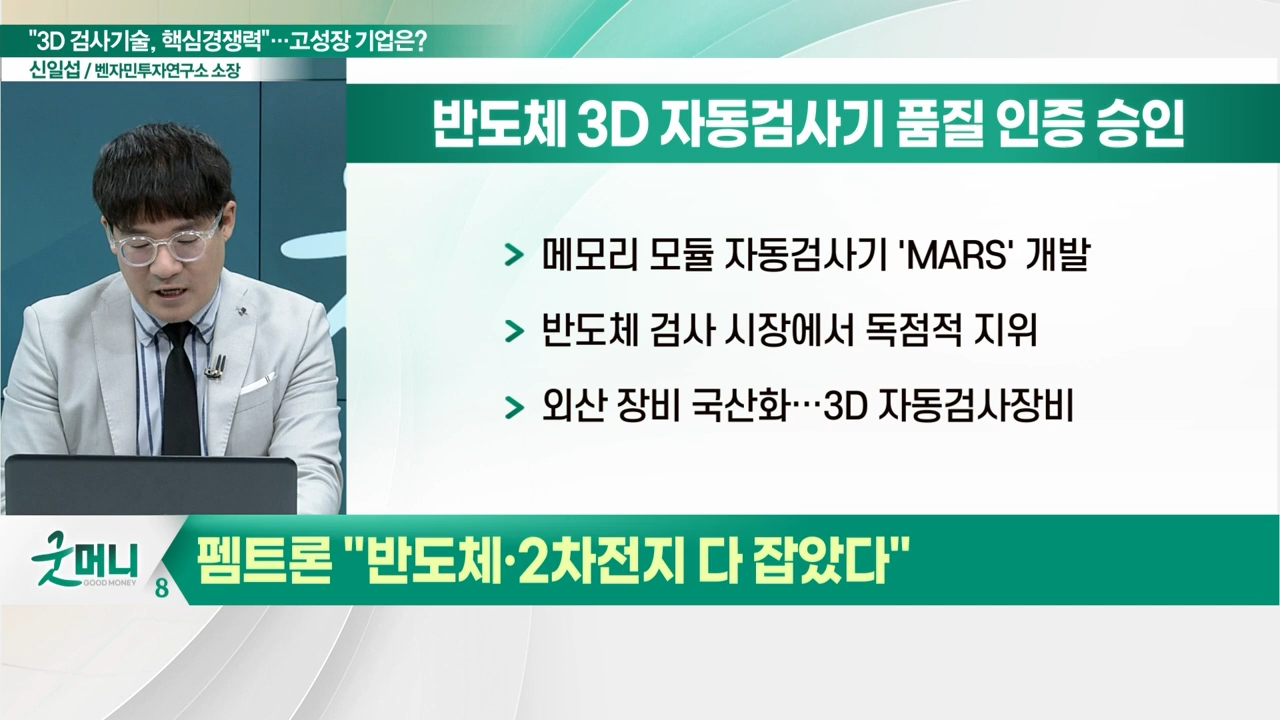 "3D 검사기술, 핵심경쟁력"…고성장 기업은?
신일섭 / 벤자민투자연구소 소장
반도체 3D 자동검사기 품질 인증 승인
> 메모리 모듈 자동검사기 'MARS' 개발
> 반도체 검사 시장에서 독점적 지위
> 외산 장비 국산화…3D 자동검사장비
굿머니
GOOD MONEY
8
펨트론 "반도체·2차전지 다 잡았다"